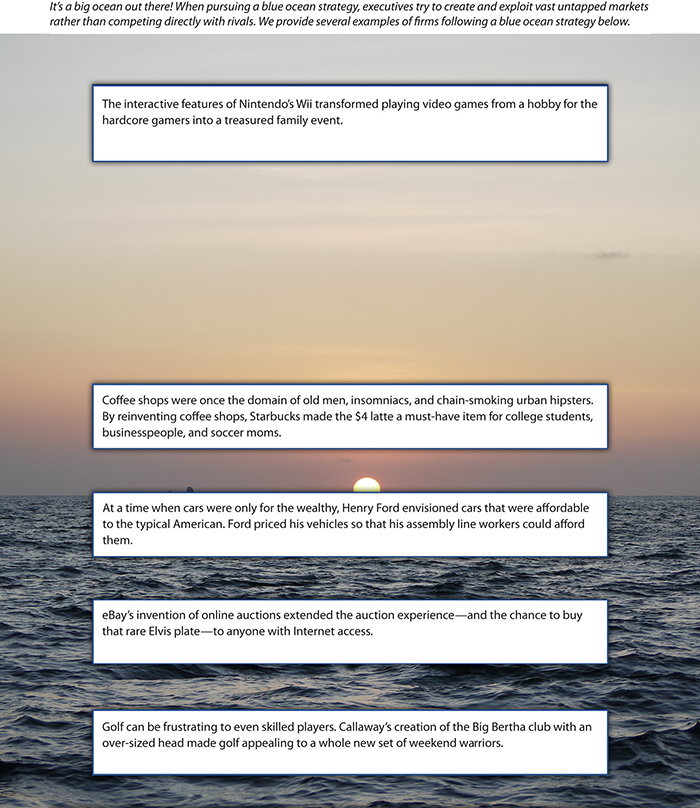 It's a big ocean out there! When pursuing a blue ocean strategy, executives try to create and exploit vast untapped markets
rather than competing directly with rivals. We provide several examples of firms following a blue ocean strategy below.
The interactive features of Nintendo's Wii transformed playing video games from a hobby for the
hardcore gamers into a treasured family event.
Coffee shops were once the domain of old men, insomniacs, and chain-smoking urban hipsters.
By reinventing coffee shops, Starbucks made the $4 latte a must-have item for college students,
businesspeople, and soccer moms.
At a time when cars were only for the wealthy, Henry Ford envisioned cars that were affordable
to the typical American. Ford priced his vehicles so that his assembly line workers could afford
them.
eBay's invention of online auctions extended the auction experience—and the chance to buy
that rare Elvis plate—to anyone with Internet access.
Golf can be frustrating to even skilled players. Callaway's creation of the Big Bertha club with an
over-sized head made golf appealing to a whole new set of weekend warriors.